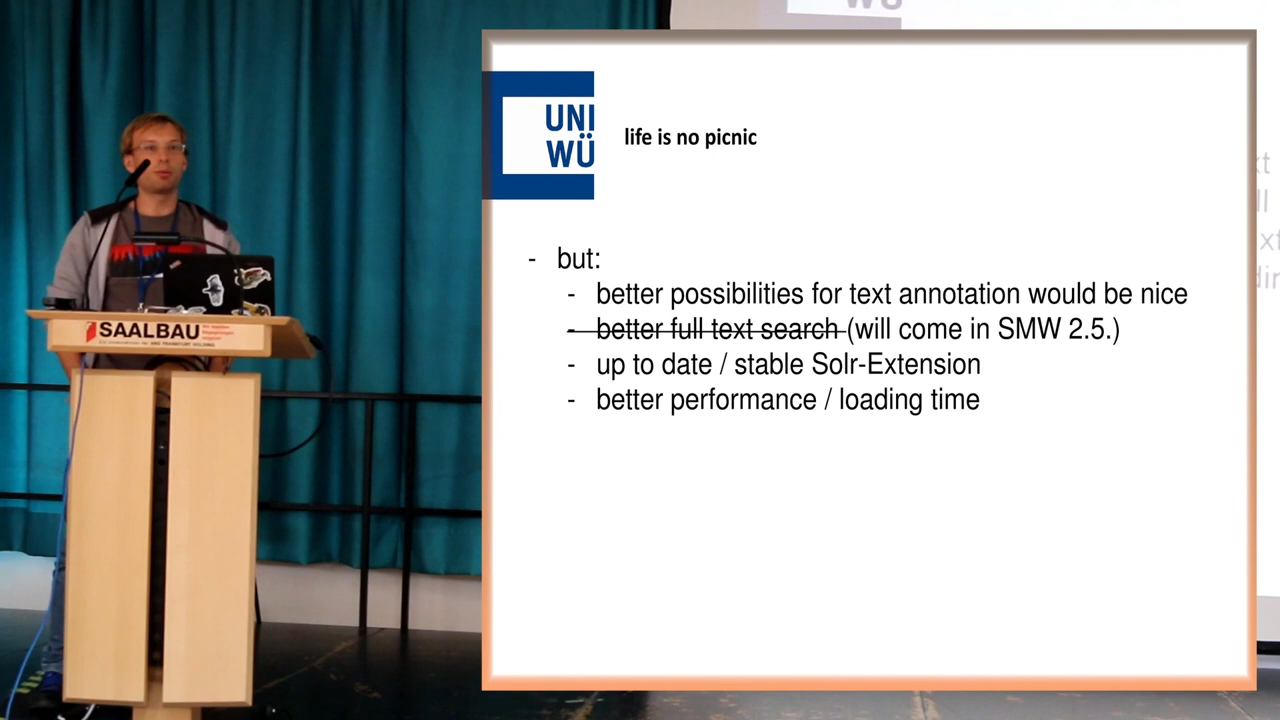 WÜ
UNI
WÜ
life is no picnic
- but:
- better possibilities for text annotation would be nice
- better full text search (will come in SMW 2.5.)
- up to date / stable Solr-Extension
- better performance / loading time
SAALBAU